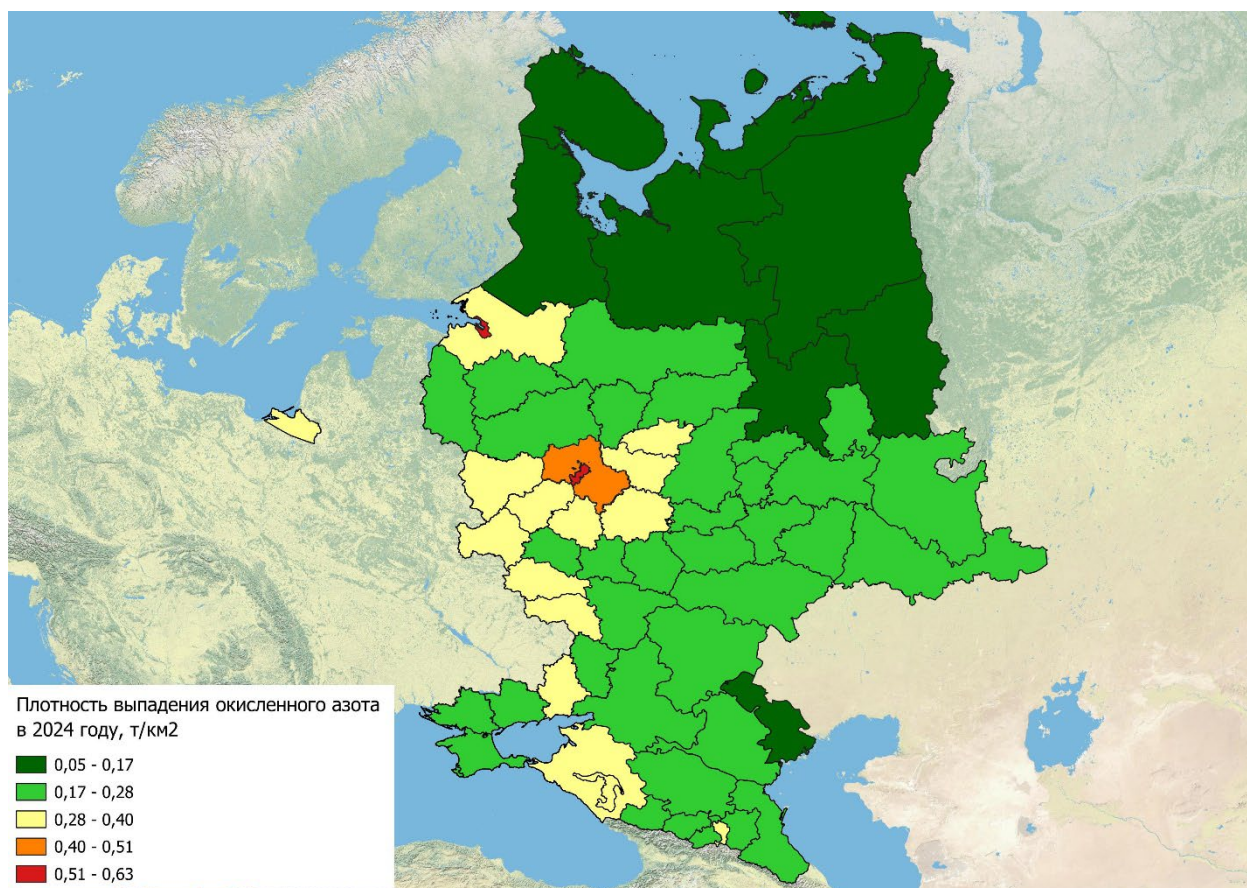 Плотность выпадения окисленного азота
в 2024 году, т/км2
0,05 - 0,17
0,17 - 0,28
0,28 - 0,40
0,40 - 0,51
0,51 - 0,63